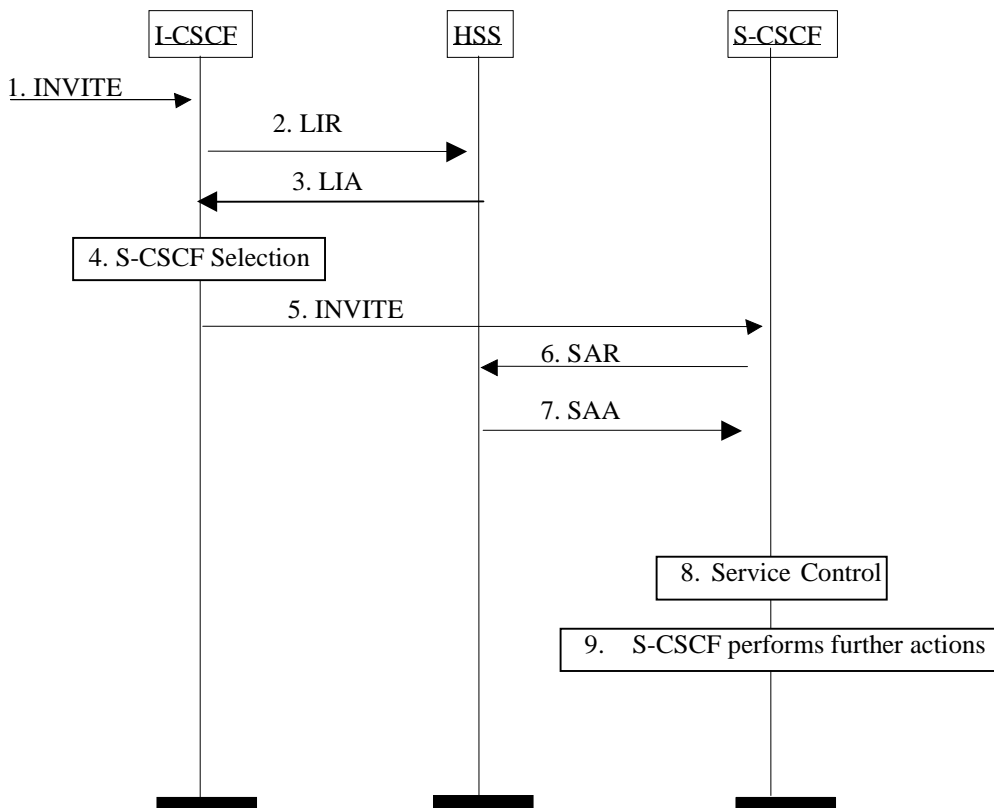 I-CSCF
HSS
S-CSCF
1. INVITE
2. LIR
3. LIA
4. S-CSCF Selection
5. INVITE
6. SAR
7. SAA
8. Service Control
9. S-CSCF performs further actions